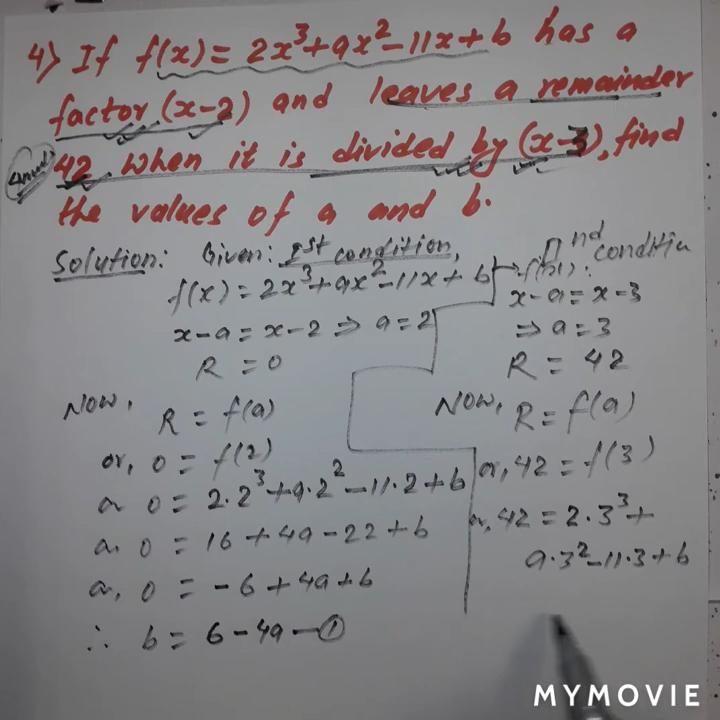 4) If f(x) = 2x³+ax²-11x+b has a
factor (x-2) and leaves a remainder
42 when it is divided by (x-3), find
the values of a and b.
Solution: Given: Ist condition,
f(x) = 2x³+ax²-11x+b
x-a = x-2 ⇒ a=2
R = 0
Now,
R = f(a)
or, 0 = f(2)
or 0 = 2·2³+a·2²-11·2+b
or, 0 = 16+4a-22+b
or, 0 = -6+4a+b
∴ b = 6-4a-①
IInd conditio
f(x):
x-a = x-3
⇒ a=3
R = 42
Now, R = f(a)
or, 42 = f(3)
or, 42 = 2·3³+
a·3²-11·3+b
MYMOVIE